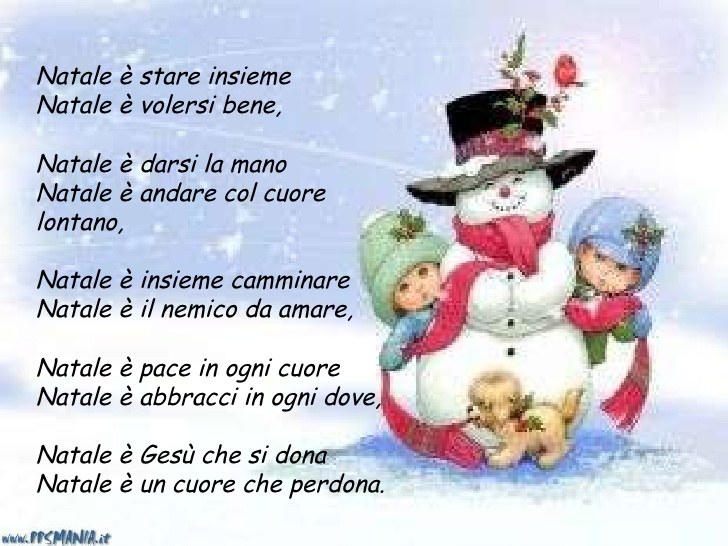 Natale è stare insieme
Natale è volersi bene,
Natale è darsi la mano
Natale è andare col cuore
lontano,
Natale è insieme camminare
Natale è il nemico da amare,
Natale è pace in ogni cuore
Natale è abbracci in ogni dove,
Natale è Gesù che si dona
Natale è un cuore che perdona.
www.PPSMANIA.it